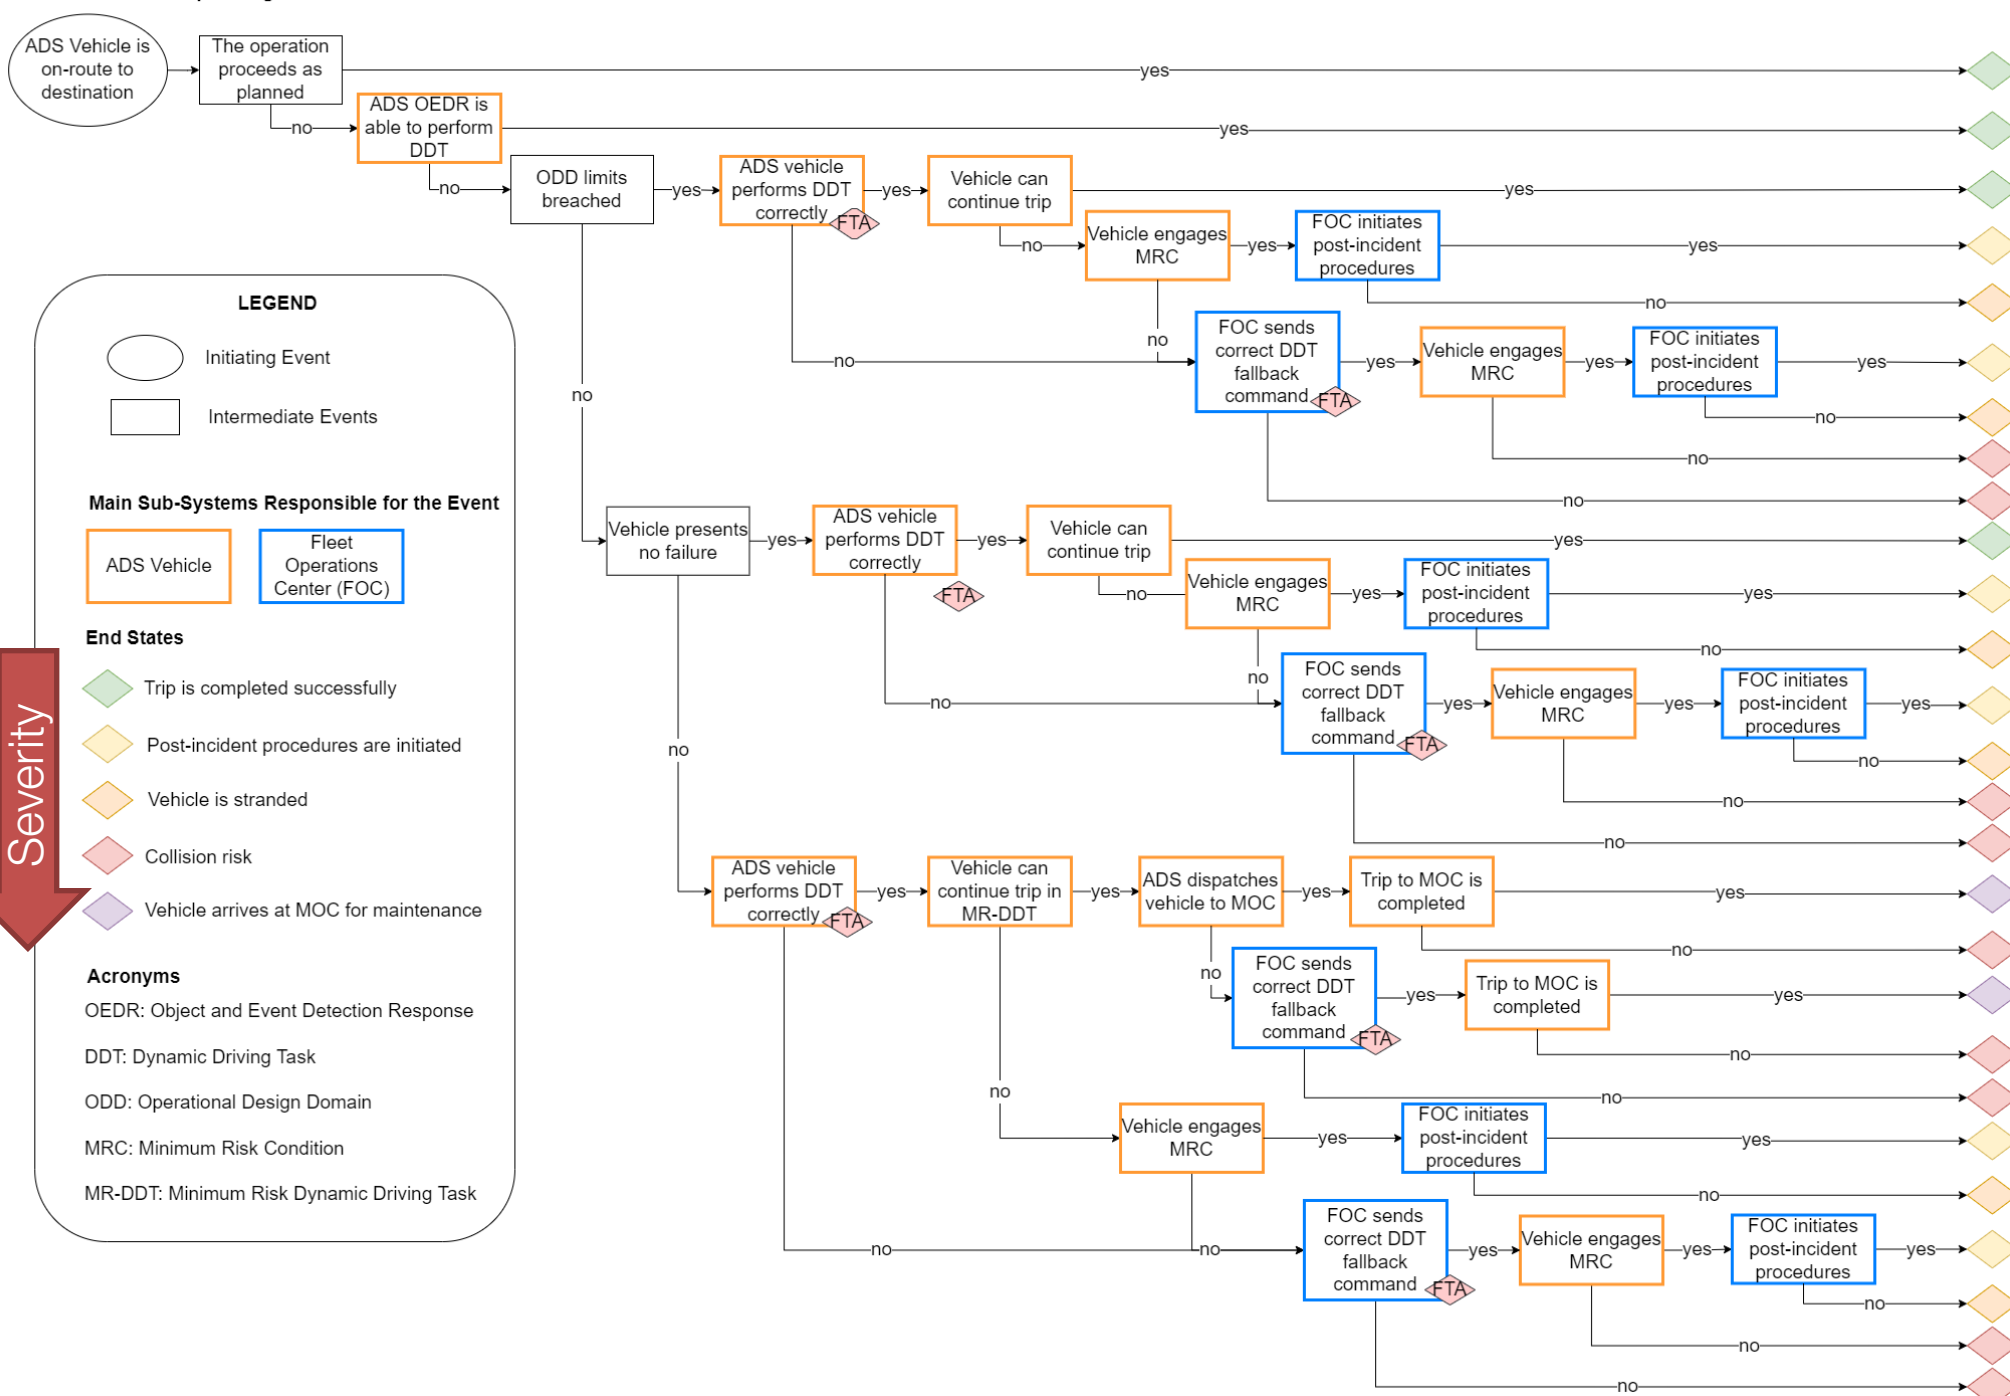 ADS Vehicle is
on-route to
destination
The operation
proceeds as
planned
yes
no
ADS OEDR is
able to perform
DDT
yes
no
ODD limits
breached
yes
ADS vehicle
performs DDT
correctly
FTA
yes
Vehicle can
continue trip
yes
no
Vehicle engages
MRC
yes
FOC initiates
post-incident
procedures
yes
no
no
no
no
FOC sends
correct DDT
fallback
command
FTA
yes
Vehicle engages
MRC
yes
FOC initiates
post-incident
procedures
yes
no
no
no
Vehicle presents
no failure
yes
ADS vehicle
performs DDT
correctly
FTA
yes
Vehicle can
continue trip
yes
no
Vehicle engages
MRC
yes
FOC initiates
post-incident
procedures
yes
no
no
no
no
FOC sends
correct DDT
fallback
command
FTA
yes
Vehicle engages
MRC
yes
FOC initiates
post-incident
procedures
yes
no
no
no
ADS vehicle
performs DDT
correctly
FTA
yes
Vehicle can
continue trip in
MR-DDT
yes
ADS dispatches
vehicle to MOC
yes
Trip to MOC is
completed
yes
no
no
FOC sends
correct DDT
fallback
command
FTA
yes
Trip to MOC is
completed
yes
no
no
no
Vehicle engages
MRC
yes
FOC initiates
post-incident
procedures
yes
no
no
no
FOC sends
correct DDT
fallback
command
FTA
yes
Vehicle engages
MRC
yes
FOC initiates
post-incident
procedures
yes
no
no
no
LEGEND
Initiating Event
Intermediate Events
Main Sub-Systems Responsible for the Event
ADS Vehicle
Fleet
Operations
Center (FOC)
End States
Trip is completed successfully
Post-incident procedures are initiated
Vehicle is stranded
Collision risk
Vehicle arrives at MOC for maintenance
Severity
Acronyms
OEDR: Object and Event Detection Response
DDT: Dynamic Driving Task
ODD: Operational Design Domain
MRC: Minimum Risk Condition
MR-DDT: Minimum Risk Dynamic Driving Task